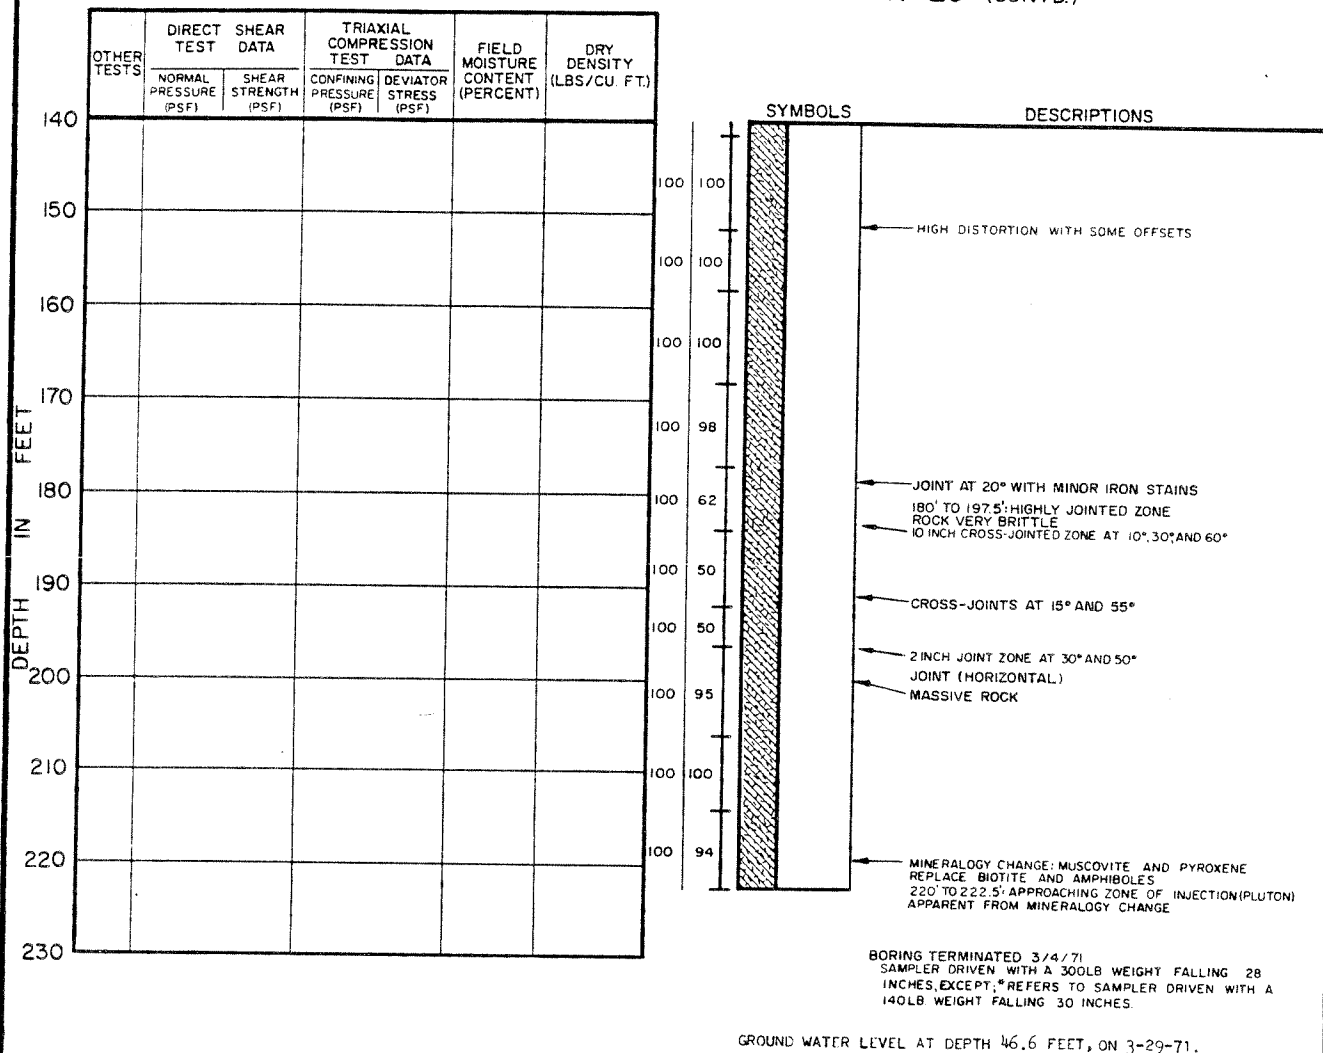 (CONT'D.)
OTHER TESTS
DIRECT SHEAR TEST DATA
NORMAL PRESSURE (PSF)
SHEAR STRENGTH (PSF)
TRIAXIAL COMPRESSION TEST DATA
CONFINING PRESSURE (PSF)
DEVIATOR STRESS (PSF)
FIELD MOISTURE CONTENT (PERCENT)
DRY DENSITY (LBS/CU. FT.)
SYMBOLS
DESCRIPTIONS
DEPTH IN FEET
140
150
160
170
180
190
200
210
220
230
100 100
100 100
100 100
100 98
100 62
100 50
100 50
100 95
100 100
100 94
HIGH DISTORTION WITH SOME OFFSETS
JOINT AT 20° WITH MINOR IRON STAINS
180' TO 197.5': HIGHLY JOINTED ZONE
ROCK VERY BRITTLE
10 INCH CROSS-JOINTED ZONE AT 10°, 30°, AND 60°
CROSS-JOINTS AT 15° AND 55°
2 INCH JOINT ZONE AT 30° AND 50°
JOINT (HORIZONTAL)
MASSIVE ROCK
MINERALOGY CHANGE: MUSCOVITE AND PYROXENE
REPLACE BIOTITE AND AMPHIBOLES
220' TO 222.5': APPROACHING ZONE OF INJECTION (PLUTON)
APPARENT FROM MINERALOGY CHANGE
BORING TERMINATED 3/4/71
SAMPLER DRIVEN WITH A 300LB WEIGHT FALLING 28
INCHES, EXCEPT; * REFERS TO SAMPLER DRIVEN WITH A
140LB. WEIGHT FALLING 30 INCHES.
GROUND WATER LEVEL AT DEPTH 46.6 FEET, ON 3-29-71.